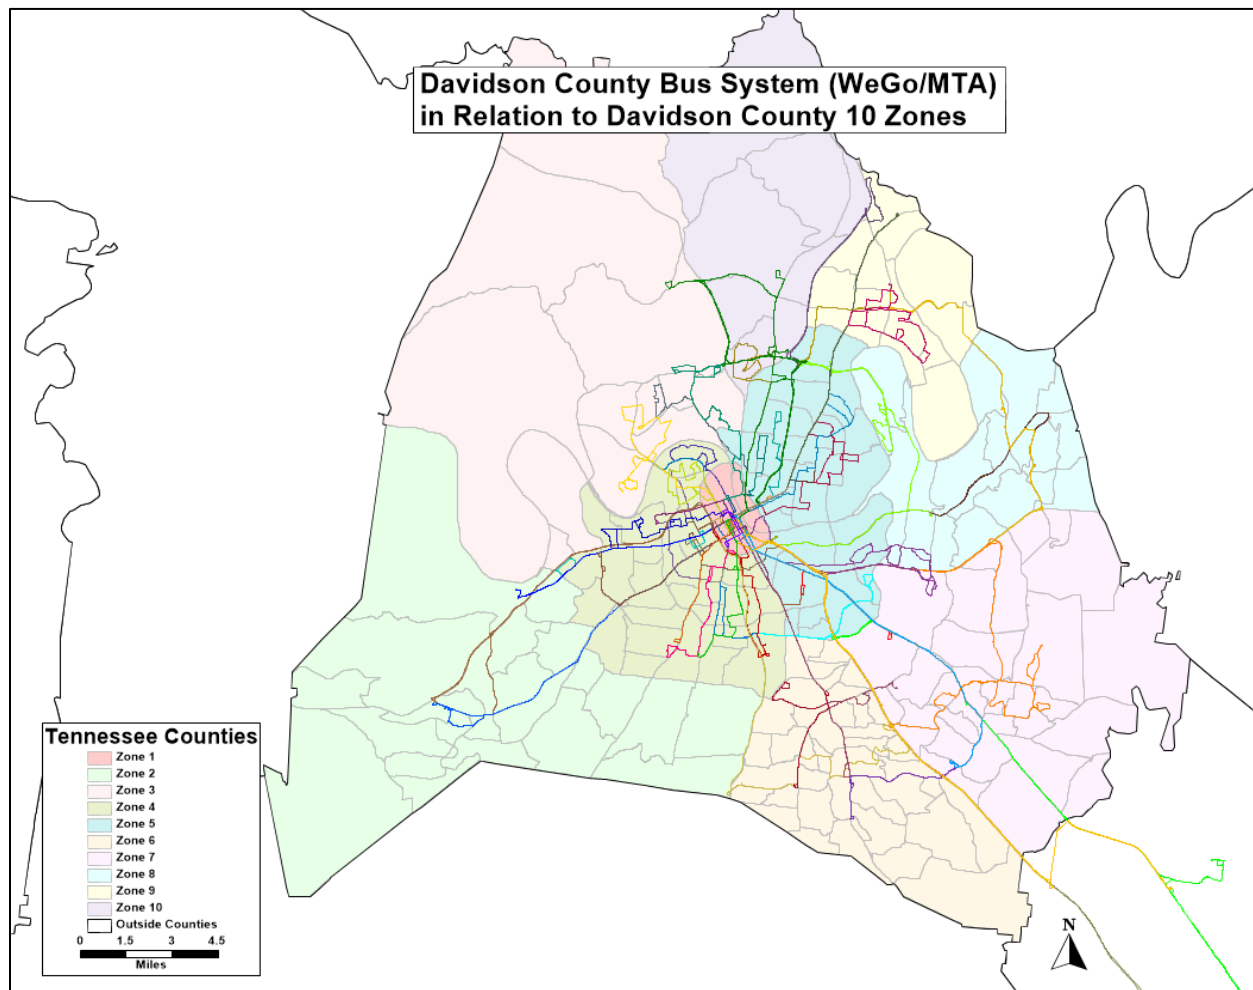 Davidson County Bus System (WeGo/MTA)
in Relation to Davidson County 10 Zones
Tennessee Counties
Zone 1
Zone 2
Zone 3
Zone 4
Zone 5
Zone 6
Zone 7
Zone 8
Zone 9
Zone 10
Outside Counties
0 1.5 3 4.5
Miles
N